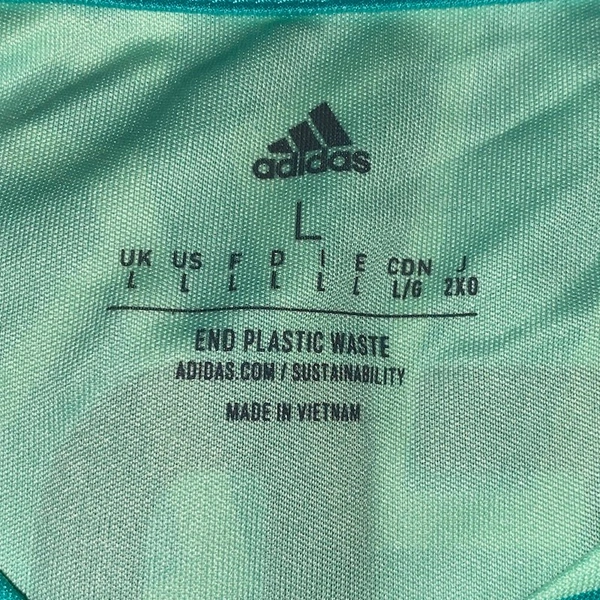 adidas
L
UK US F D I E CDN J
L L L L L L L/G 2XO
END PLASTIC WASTE
ADIDAS.COM / SUSTAINABILITY
MADE IN VIETNAM